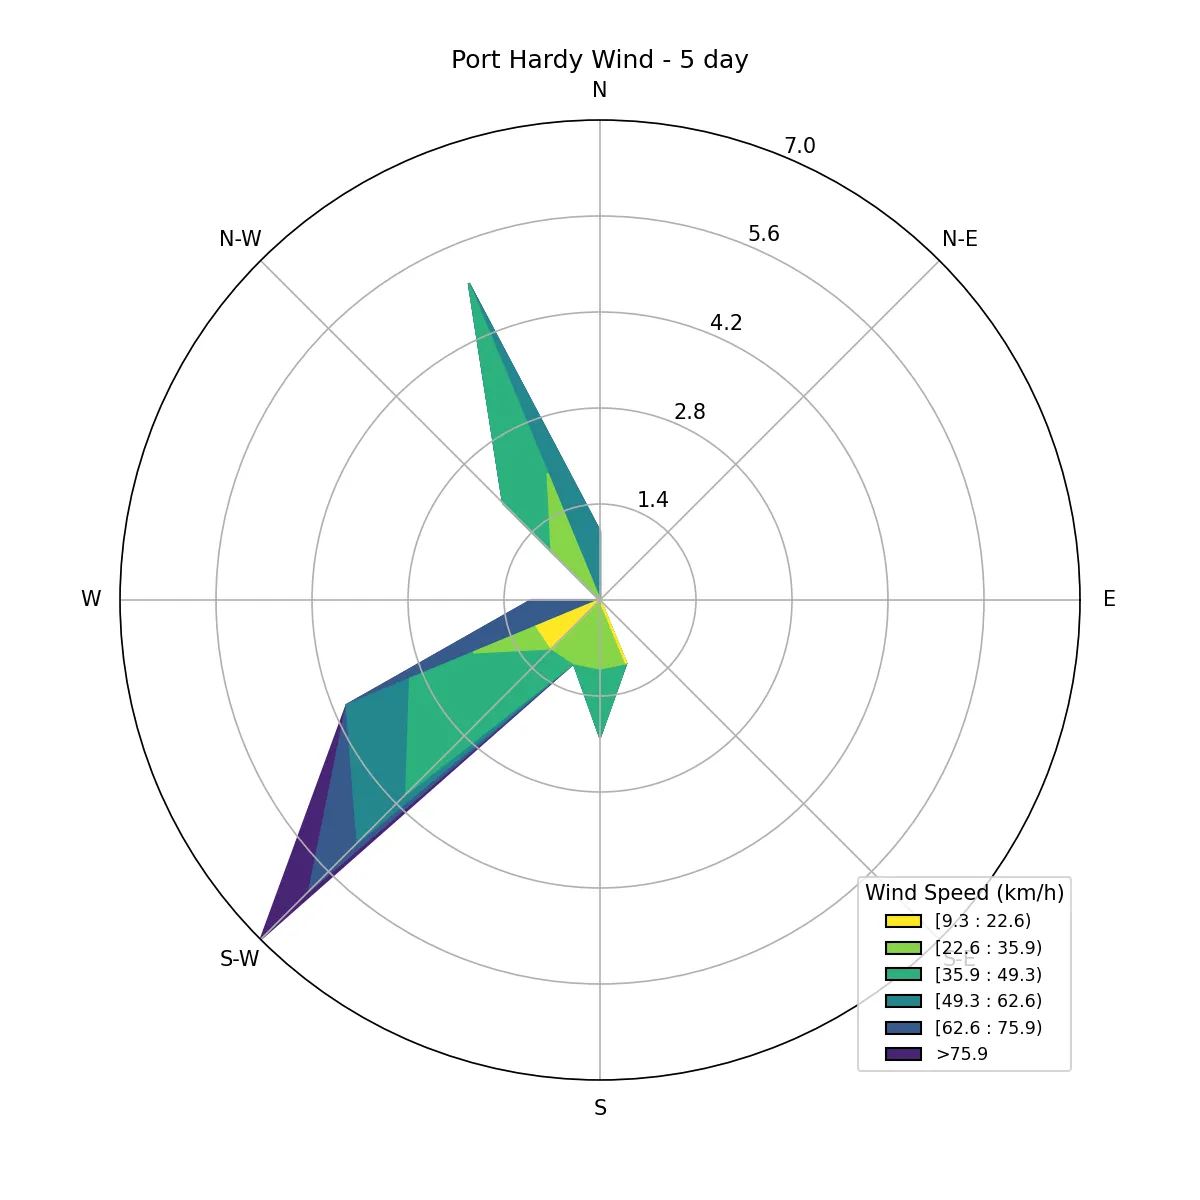 Port Hardy Wind - 5 day
N
7.0
N-W
N-E
5.6
4.2
2.8
1.4
W
E
S-W
S-E
S
Wind Speed (km/h)
[9.3 : 22.6)
[22.6 : 35.9)
[35.9 : 49.3)
[49.3 : 62.6)
[62.6 : 75.9)
>75.9